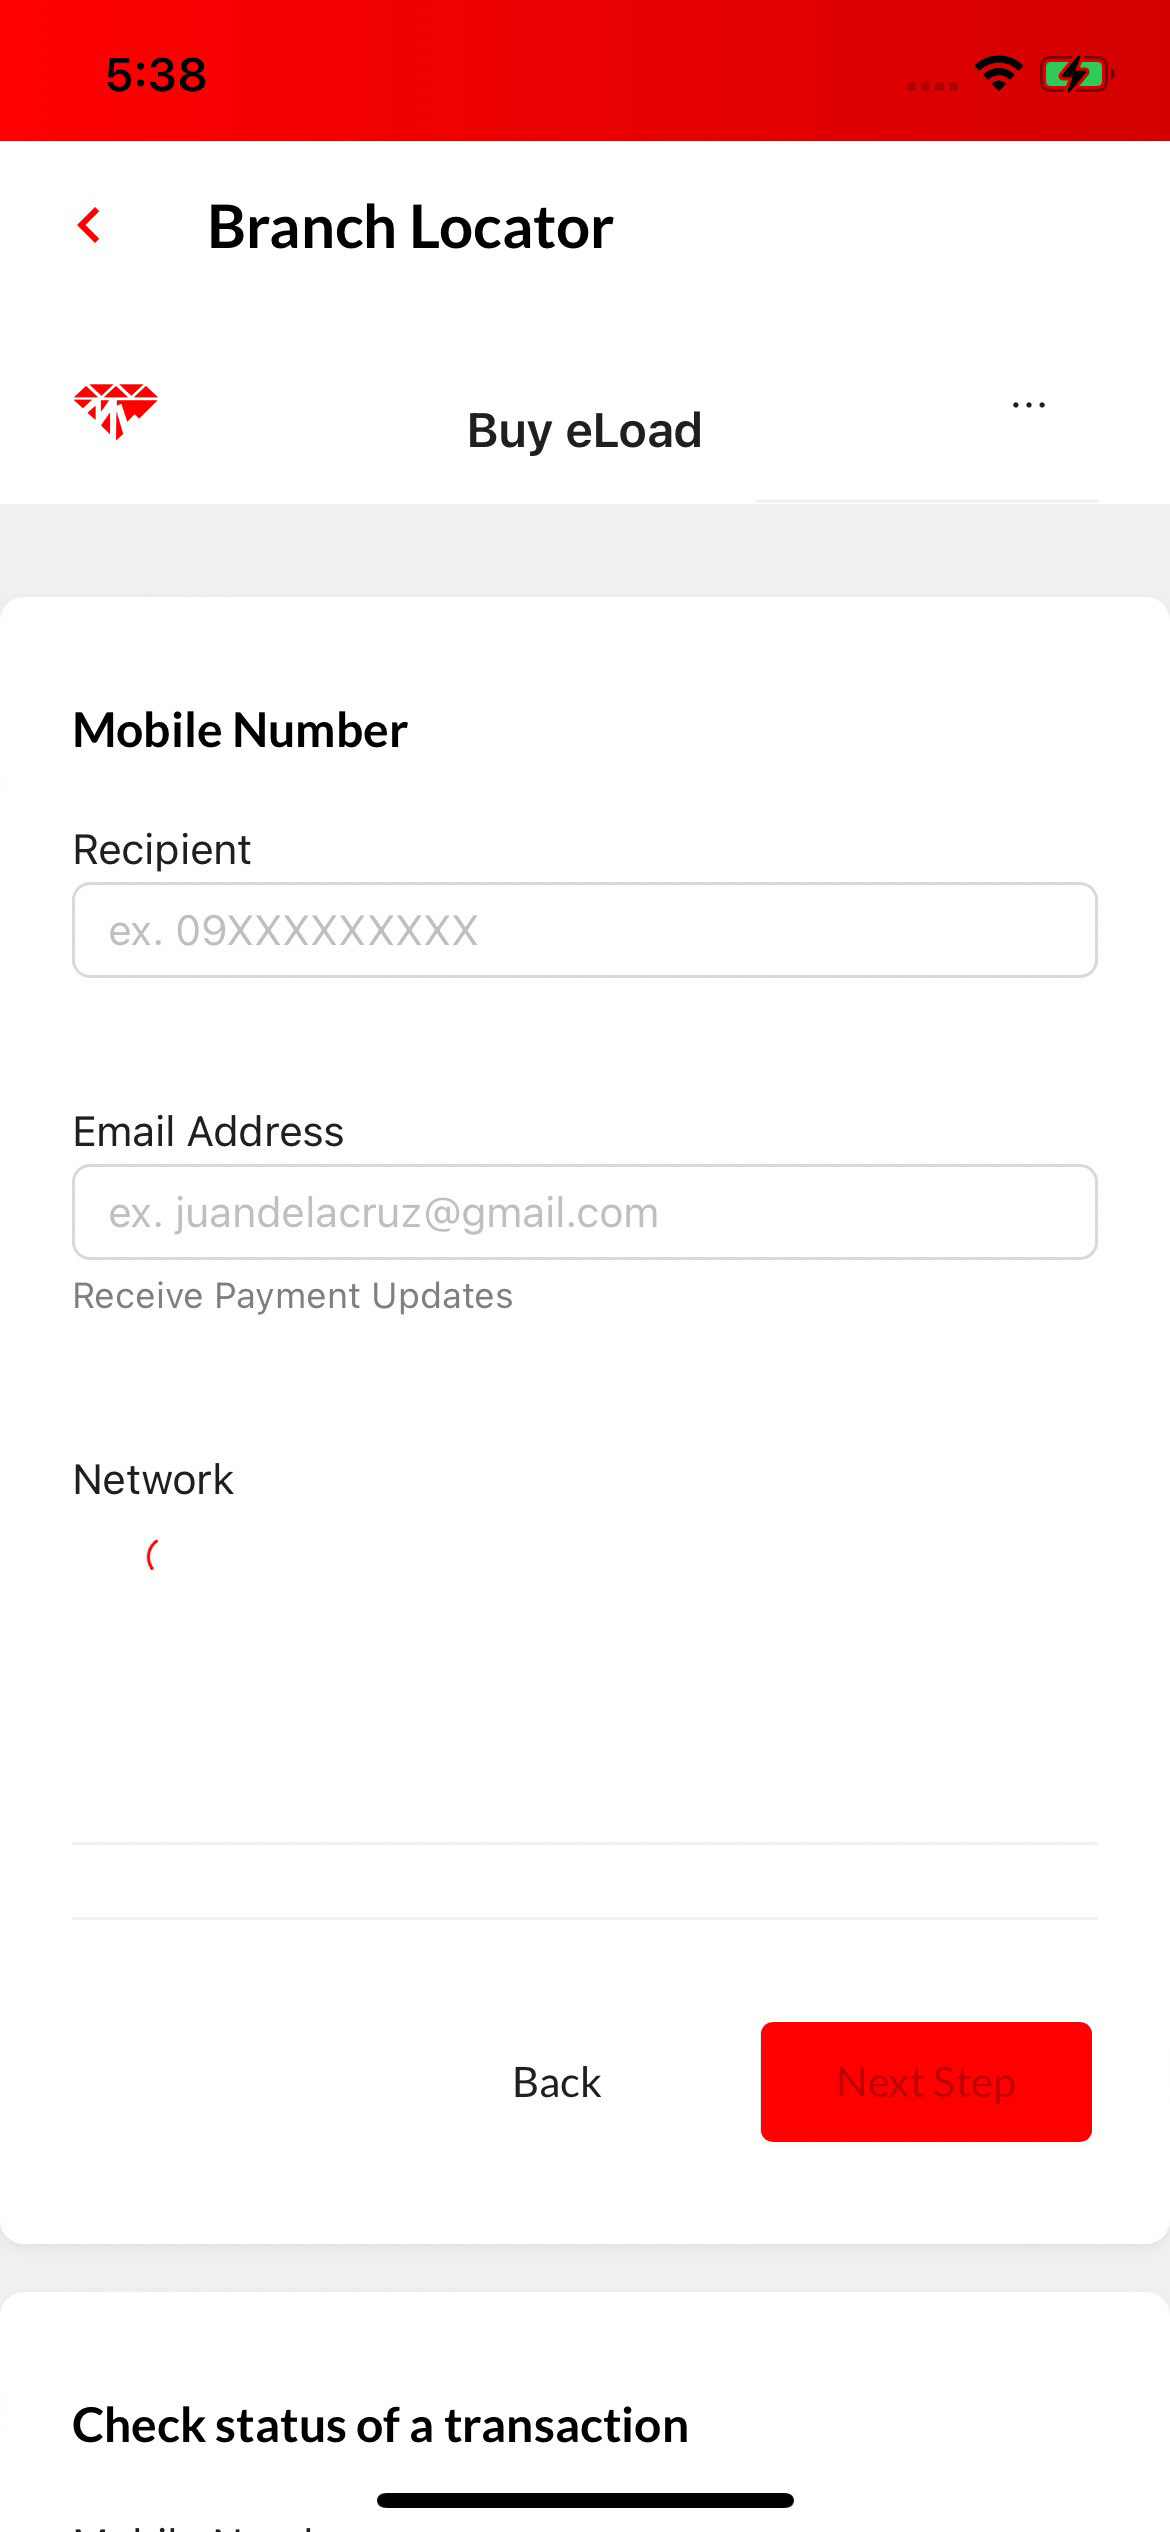 5:38
Branch Locator
Buy eLoad
...
Mobile Number
Recipient
ex. 09XXXXXXXXX
Email Address
ex. juandelacruz@gmail.com
Receive Payment Updates
Network
Back
Next Step
Check status of a transaction